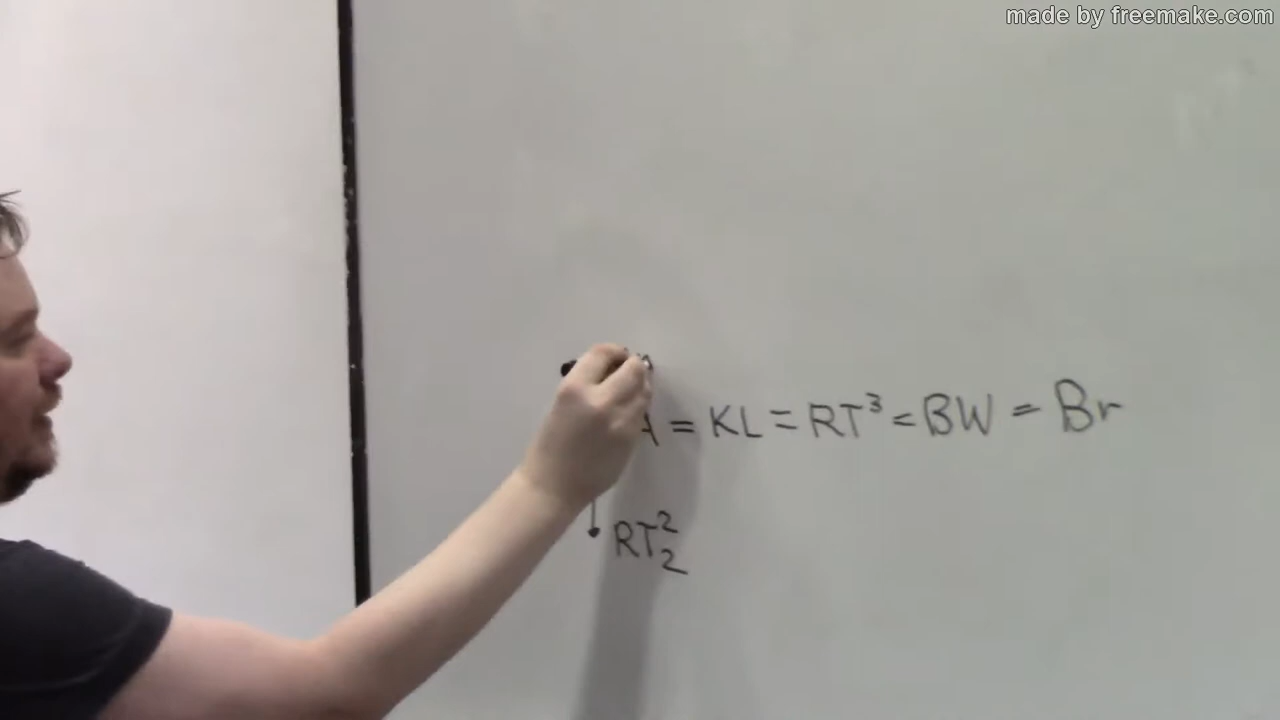 made by freemake.com
= KL = RT³ = BW = Br
RT²₂